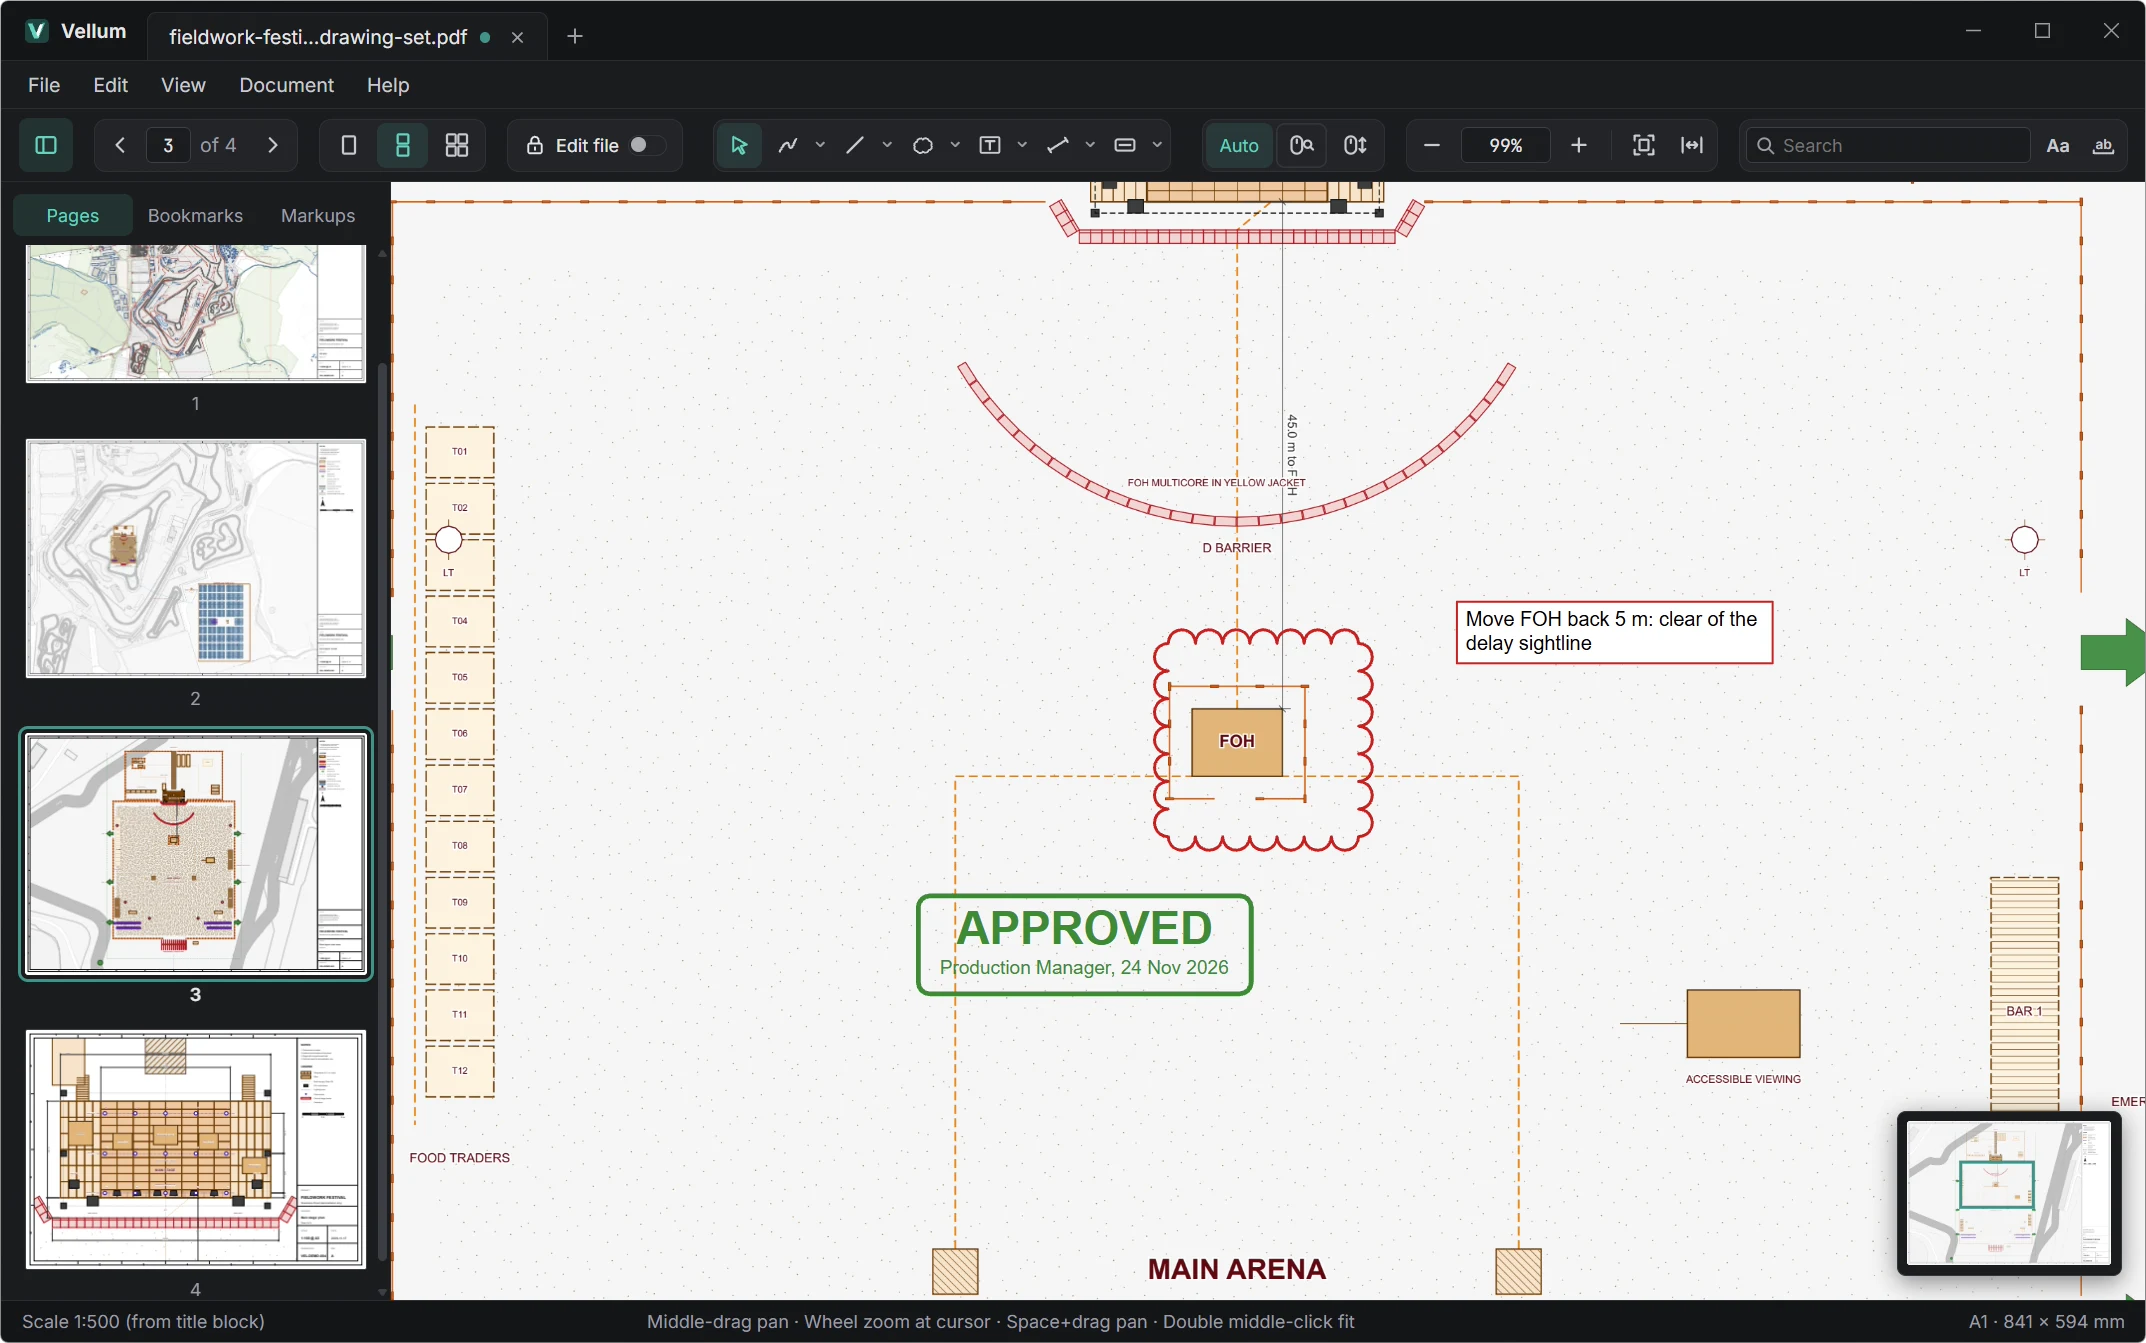 Vellum
fieldwork-festi...drawing-set.pdf
File Edit View Document Help
3 of 4
Edit file
Auto
99%
Search
Aa
ab
Pages Bookmarks Markups
1
2
3
4
T01
T02
LT
T04
T05
T06
T07
T08
T09
T10
T11
T12
FOOD TRADERS
45.0 m to F H
FOH MULTICORE IN YELLOW JACKET
D BARRIER
LT
Move FOH back 5 m: clear of the
delay sightline
FOH
APPROVED
Production Manager, 24 Nov 2026
BAR 1
ACCESSIBLE VIEWING
EMER
MAIN ARENA
FIELDWORK FESTIVAL
Scale 1:500 (from title block)
Middle-drag pan · Wheel zoom at cursor · Space+drag pan · Double middle-click fit
A1 · 841 × 594 mm